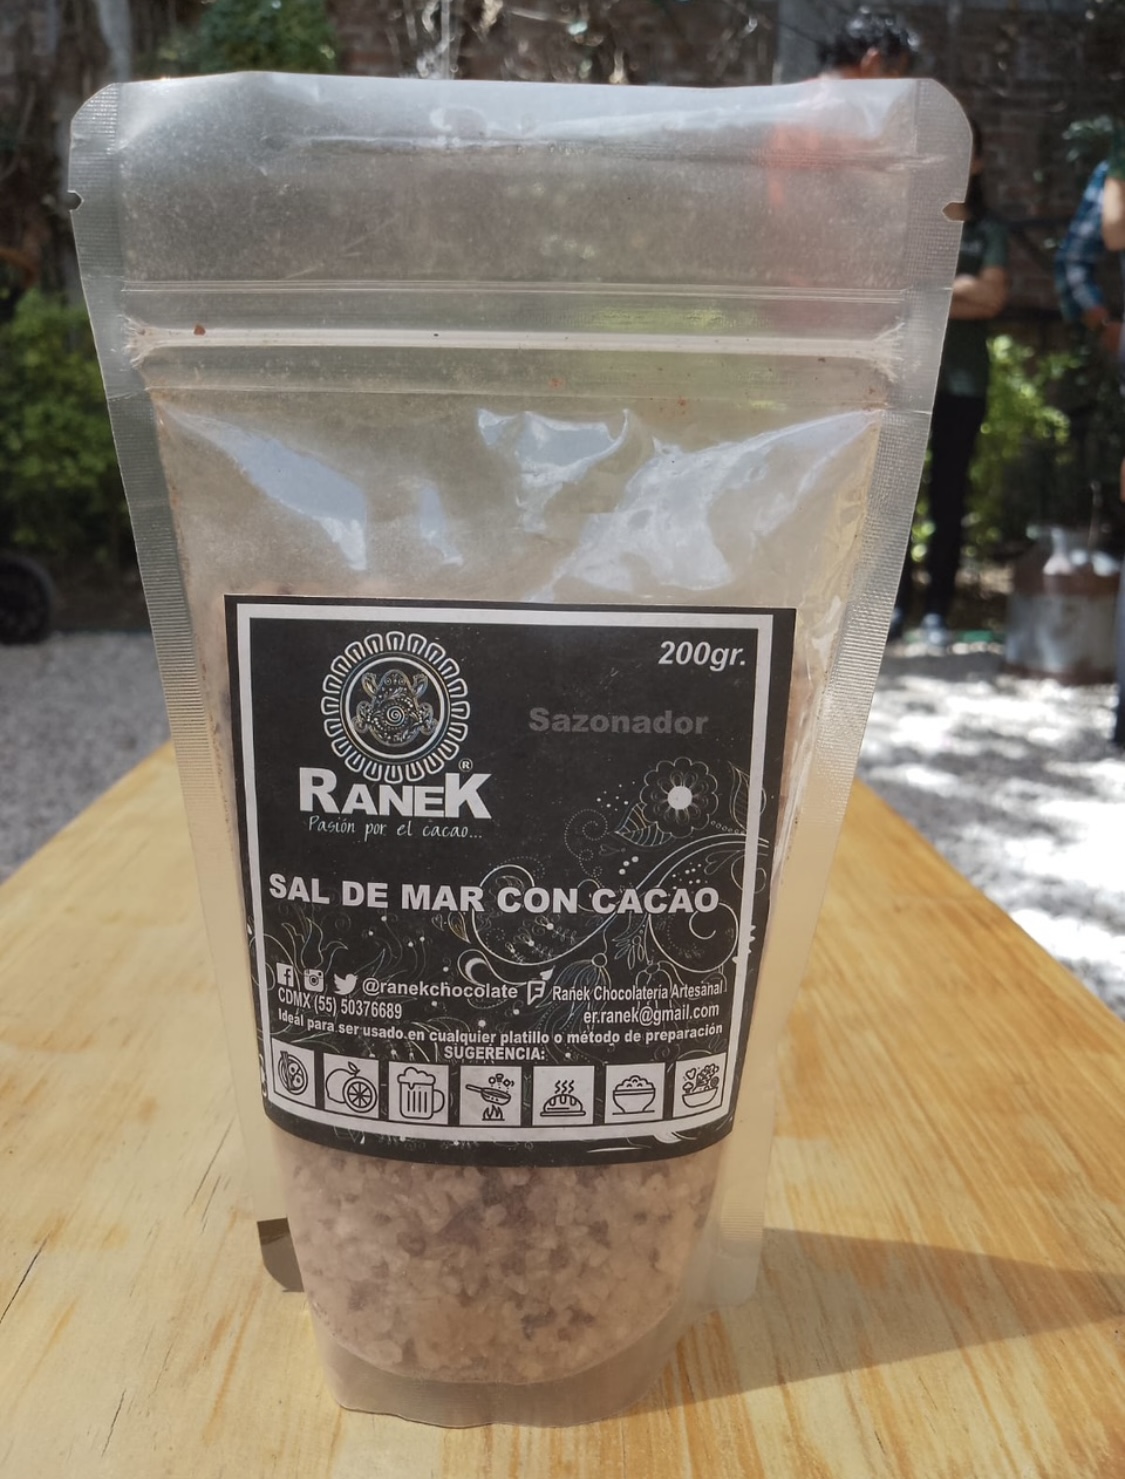 200gr.
Sazonador
RANEK®
Pasión por el cacao...
SAL DE MAR CON CACAO
@ranekchocolate Ranek Chocolateria Artesanal
CDMX (55) 50376689 er.ranek@gmail.com
Ideal para ser usado en cualquier platillo o método de preparación
SUGERENCIA: